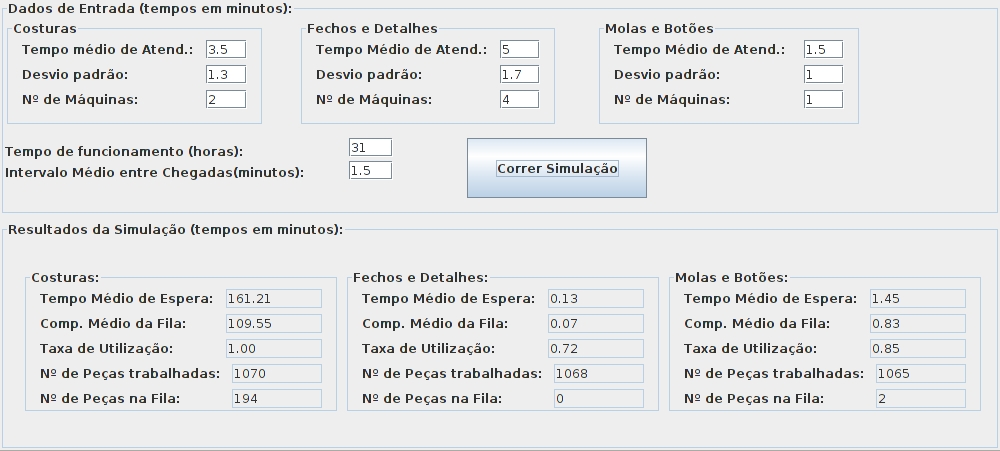 Dados de Entrada (tempos em minutos):
Costuras
Tempo médio de Atend.: 3.5
Desvio padrão: 1.3
Nº de Máquinas: 2
Fechos e Detalhes
Tempo Médio de Atend.: 5
Desvio padrão: 1.7
Nº de Máquinas: 4
Molas e Botões
Tempo Médio de Atend.: 1.5
Desvio padrão: 1
Nº de Máquinas: 1
Tempo de funcionamento (horas): 31
Intervalo Médio entre Chegadas(minutos): 1.5
Correr Simulação
Resultados da Simulação (tempos em minutos):
Costuras:
Tempo Médio de Espera: 161.21
Comp. Médio da Fila: 109.55
Taxa de Utilização: 1.00
Nº de Peças trabalhadas: 1070
Nº de Peças na Fila: 194
Fechos e Detalhes:
Tempo Médio de Espera: 0.13
Comp. Médio da Fila: 0.07
Taxa de Utilização: 0.72
Nº de Peças trabalhadas: 1068
Nº de Peças na Fila: 0
Molas e Botões:
Tempo Médio de Espera: 1.45
Comp. Médio da Fila: 0.83
Taxa de Utilização: 0.85
Nº de Peças trabalhadas: 1065
Nº de Peças na Fila: 2